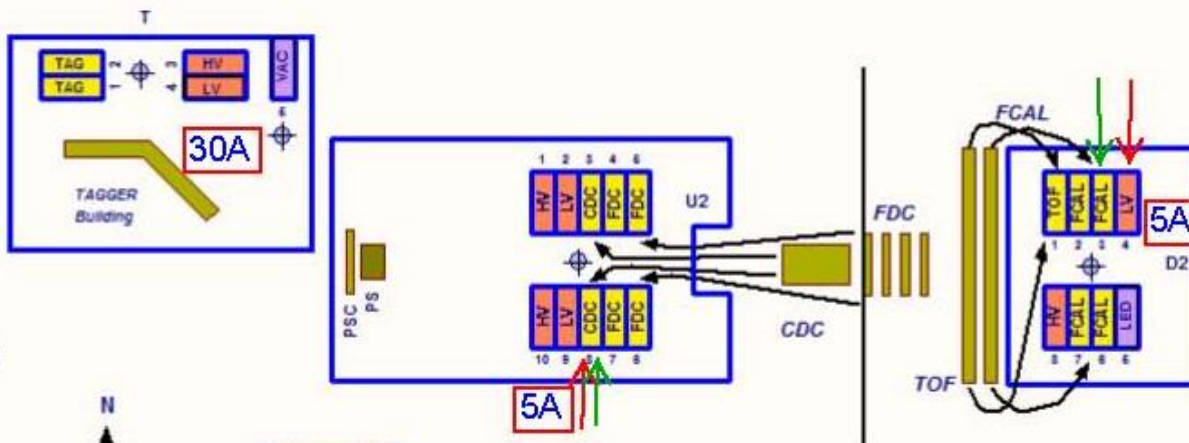 T
TAG 2 3 HV
TAG 1 4 LV
VAC
6
30A
TAGGER
Building
1 2 3 4 5
HV LV CDC FDC FDC
U2
PSC PS
HV LV CDC FDC FDC
10 9 8 7 6
5A
CDC
FDC
FCAL
TOF FCAL FCAL LV
1 2 3 4
5A
D2
HV FCAL FCAL LED
8 7 6 5
TOF
N